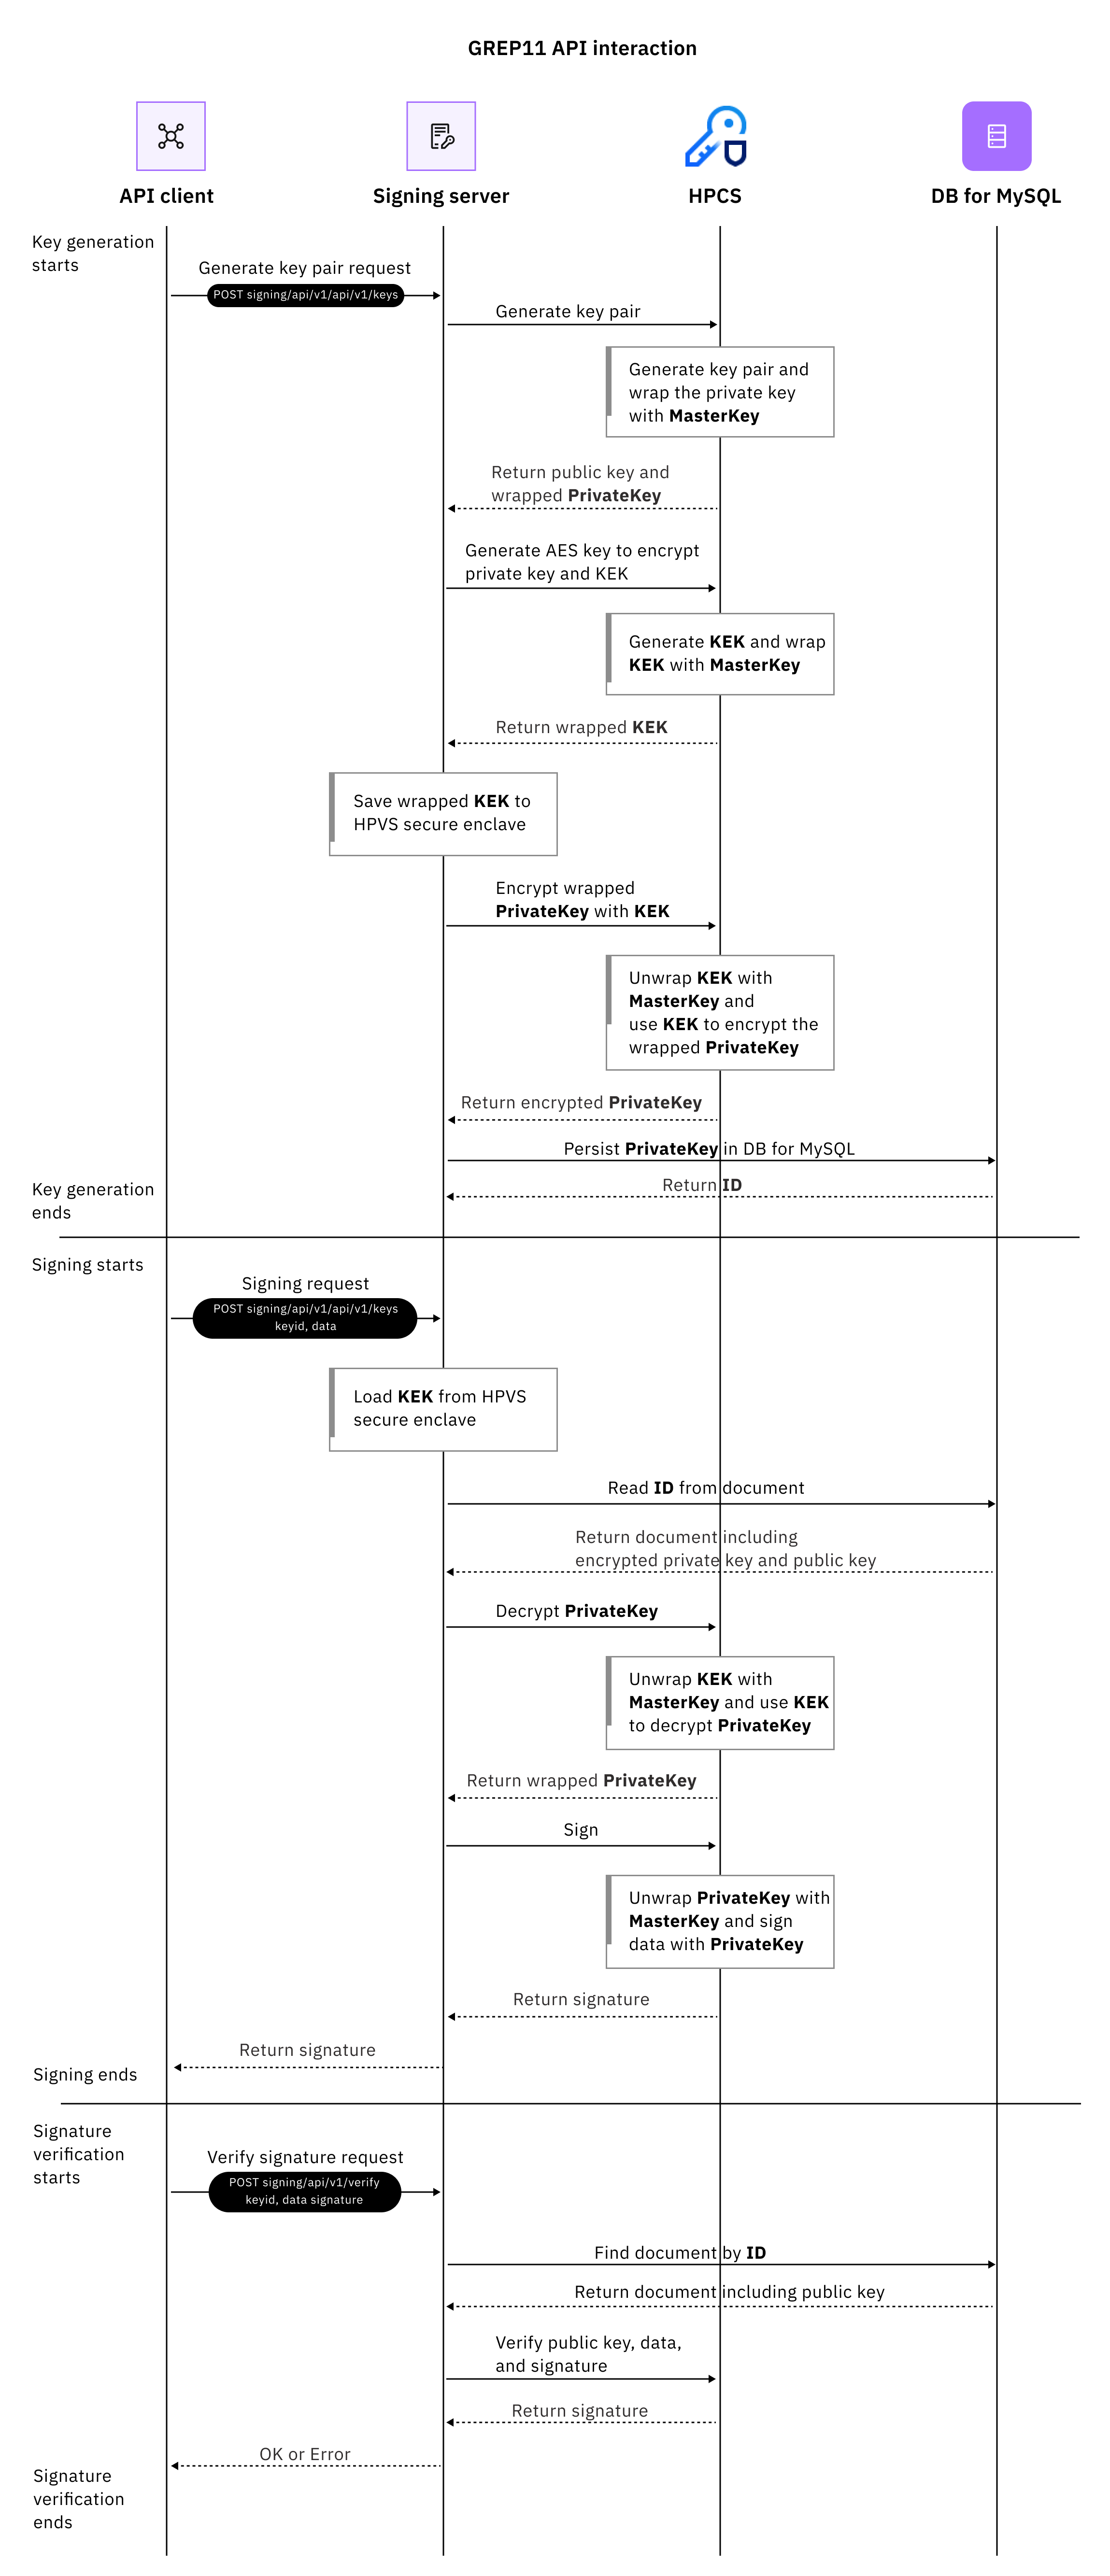 GREP11 API interaction
API client
Signing server
HPCS
DB for MySQL
Key generation
starts
Generate key pair request
POST signing/api/v1/api/v1/keys
Generate key pair
Generate key pair and
wrap the private key
with MasterKey
Return public key and
wrapped PrivateKey
Generate AES key to encrypt
private key and KEK
Generate KEK and wrap
KEK with MasterKey
Return wrapped KEK
Save wrapped KEK to
HPVS secure enclave
Encrypt wrapped
PrivateKey with KEK
Unwrap KEK with
MasterKey and
use KEK to encrypt the
wrapped PrivateKey
Return encrypted PrivateKey
Persist PrivateKey in DB for MySQL
Return ID
Key generation
ends
Signing starts
Signing request
POST signing/api/v1/api/v1/keys
keyid, data
Load KEK from HPVS
secure enclave
Read ID from document
Return document including
encrypted private key and public key
Decrypt PrivateKey
Unwrap KEK with
MasterKey and use KEK
to decrypt PrivateKey
Return wrapped PrivateKey
Sign
Unwrap PrivateKey with
MasterKey and sign
data with PrivateKey
Return signature
Return signature
Signing ends
Signature
verification
starts
Verify signature request
POST signing/api/v1/verify
keyid, data signature
Find document by ID
Return document including public key
Verify public key, data,
and signature
Return signature
OK or Error
Signature
verification
ends